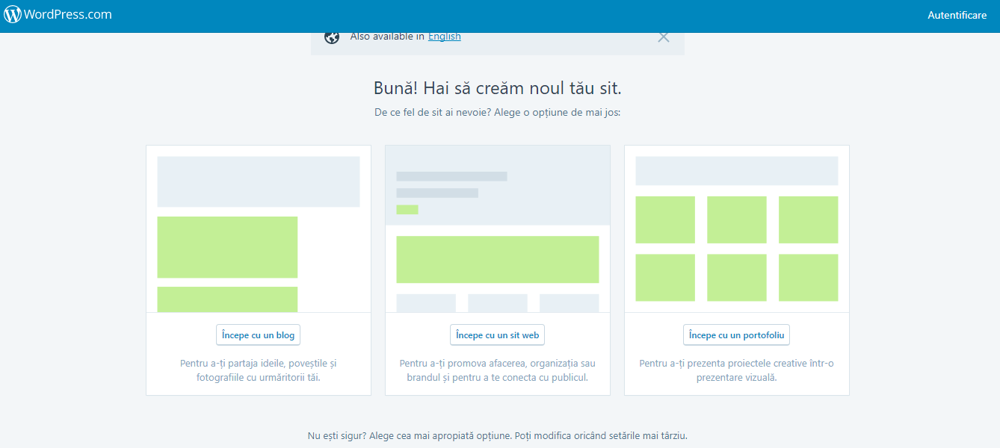 WordPress.com
Autentificare
Also available in English
Bună! Hai să creăm noul tău sit.
De ce fel de sit ai nevoie? Alege o opțiune de mai jos:
Începe cu un blog
Pentru a-ți partaja ideile, poveștile și
fotografiile cu urmăritorii tăi.
Începe cu un sit web
Pentru a-ți promova afacerea, organizația sau
brandul și pentru a te conecta cu publicul.
Începe cu un portofoliu
Pentru a-ți prezenta proiectele creative într-o
prezentare vizuală.
Nu ești sigur? Alege cea mai apropiată opțiune. Poți modifica oricând setările mai târziu.